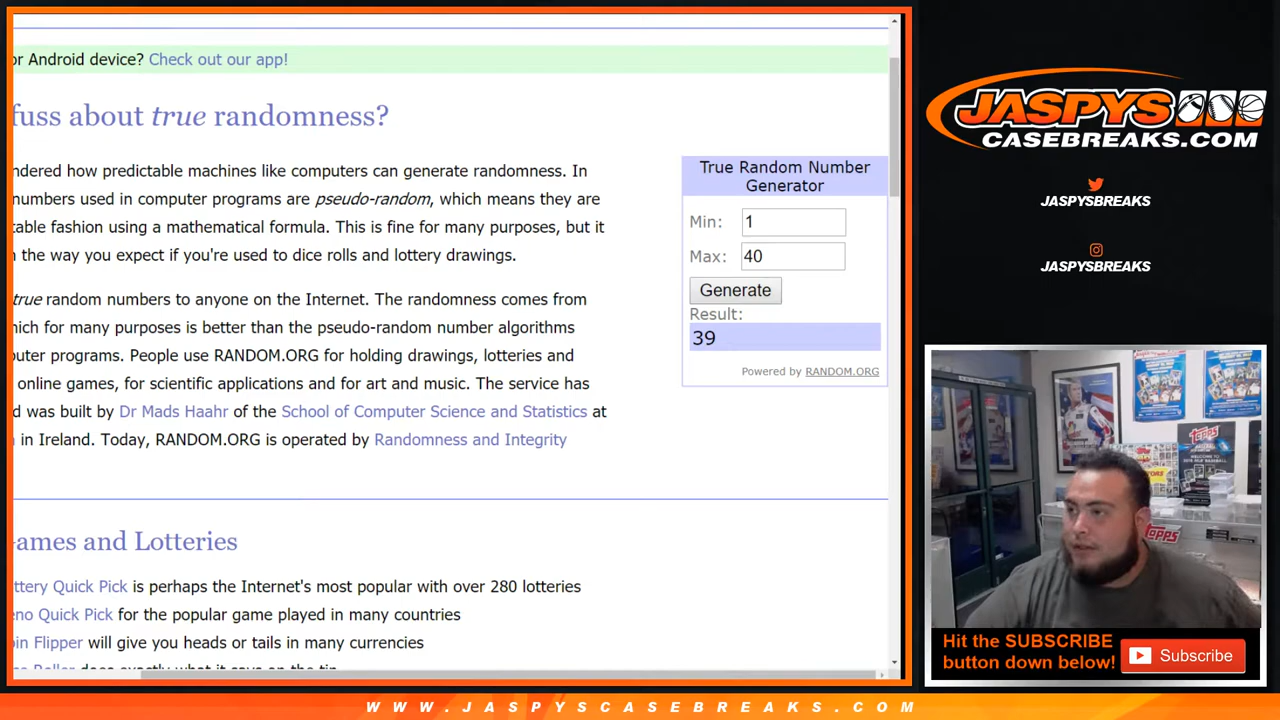 or Android device? Check out our app!
fuss about true randomness?
ndered how predictable machines like computers can generate randomness. In
numbers used in computer programs are pseudo-random, which means they are
table fashion using a mathematical formula. This is fine for many purposes, but it
the way you expect if you're used to dice rolls and lottery drawings.
true random numbers to anyone on the Internet. The randomness comes from
hich for many purposes is better than the pseudo-random number algorithms
puter programs. People use RANDOM.ORG for holding drawings, lotteries and
online games, for scientific applications and for art and music. The service has
d was built by Dr Mads Haahr of the School of Computer Science and Statistics at
in Ireland. Today, RANDOM.ORG is operated by Randomness and Integrity
True Random Number
Generator
Min: 1
Max: 40
Generate
Result:
39
Powered by RANDOM.ORG
Games and Lotteries
ttery Quick Pick is perhaps the Internet's most popular with over 280 lotteries
eno Quick Pick for the popular game played in many countries
oin Flipper will give you heads or tails in many currencies
JASPYS
CASEBREAKS.COM
JASPYSBREAKS
JASPYSBREAKS
TOPPS
TOPPS
Hit the SUBSCRIBE
button down below!
Subscribe
WWW.JASPYSCASEBREAKS.COM